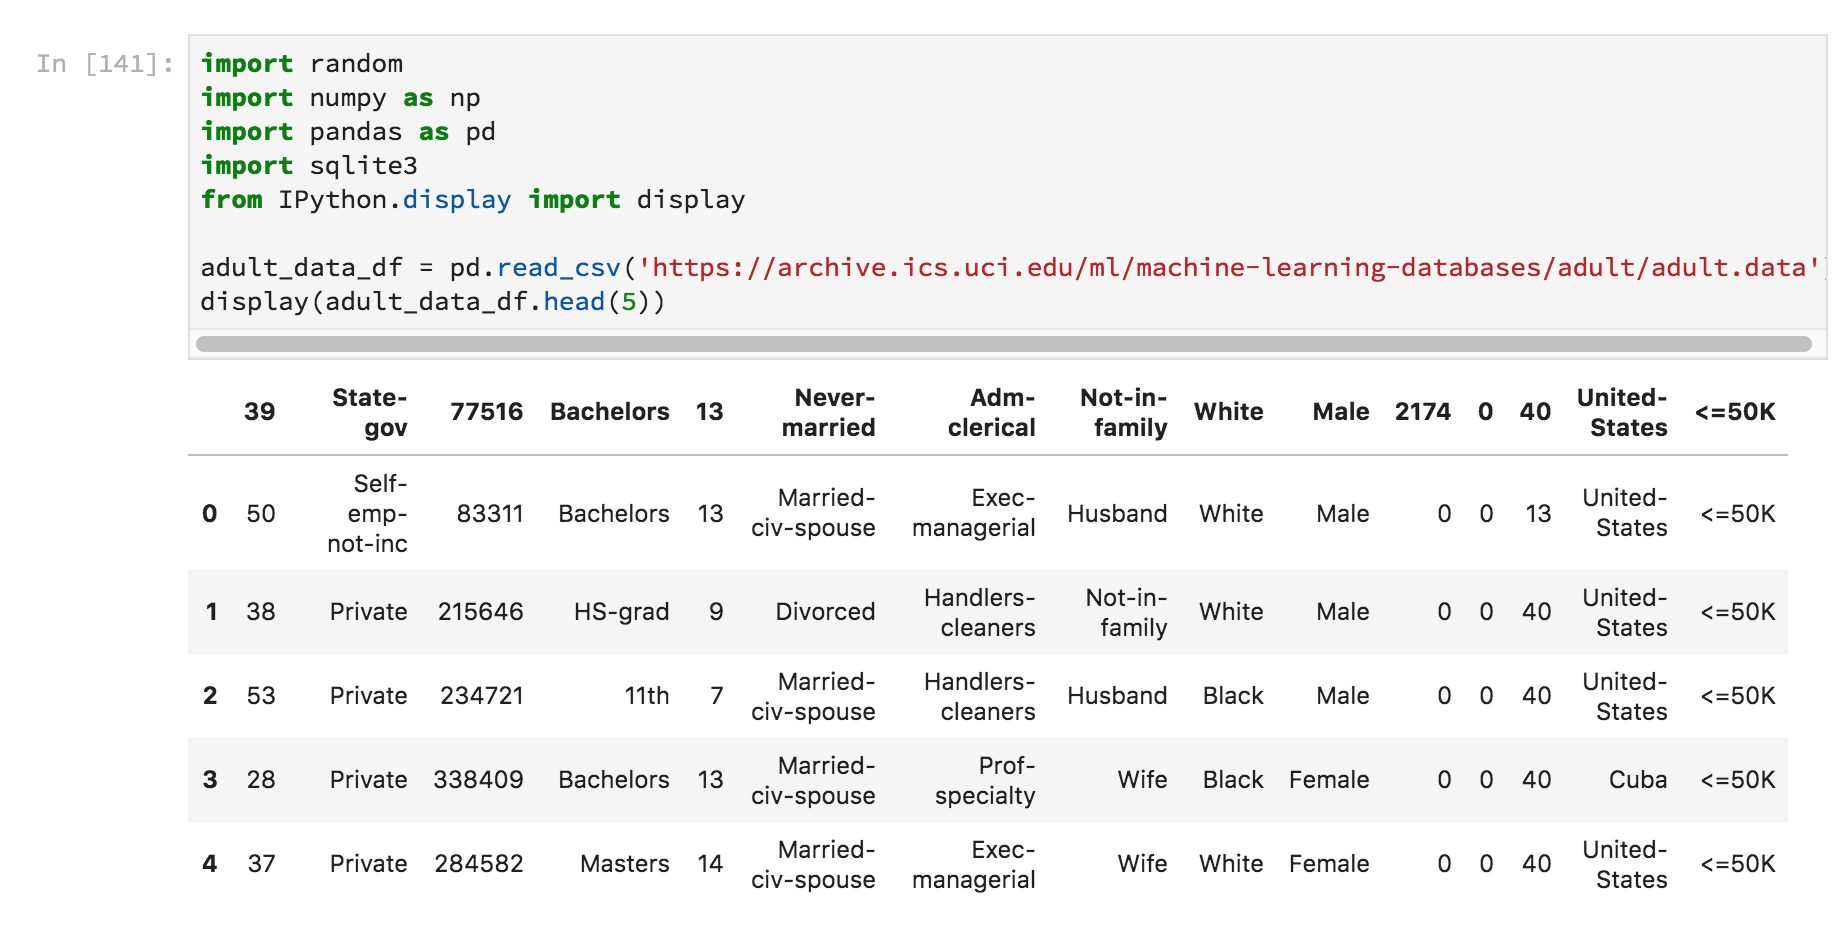 In [141]:
import random
import numpy as np
import pandas as pd
import sqlite3
from IPython.display import display
adult_data_df = pd.read_csv('https://archive.ics.uci.edu/ml/machine-learning-databases/adult/adult.data')
display(adult_data_df.head(5))
39 State-gov 77516 Bachelors 13 Never-married Adm-clerical Not-in-family White Male 2174 0 40 United-States <=50K
0 50 Self-emp-not-inc 83311 Bachelors 13 Married-civ-spouse Exec-managerial Husband White Male 0 0 13 United-States <=50K
1 38 Private 215646 HS-grad 9 Divorced Handlers-cleaners Not-in-family White Male 0 0 40 United-States <=50K
2 53 Private 234721 11th 7 Married-civ-spouse Handlers-cleaners Husband Black Male 0 0 40 United-States <=50K
3 28 Private 338409 Bachelors 13 Married-civ-spouse Prof-specialty Wife Black Female 0 0 40 Cuba <=50K
4 37 Private 284582 Masters 14 Married-civ-spouse Exec-managerial Wife White Female 0 0 40 United-States <=50K